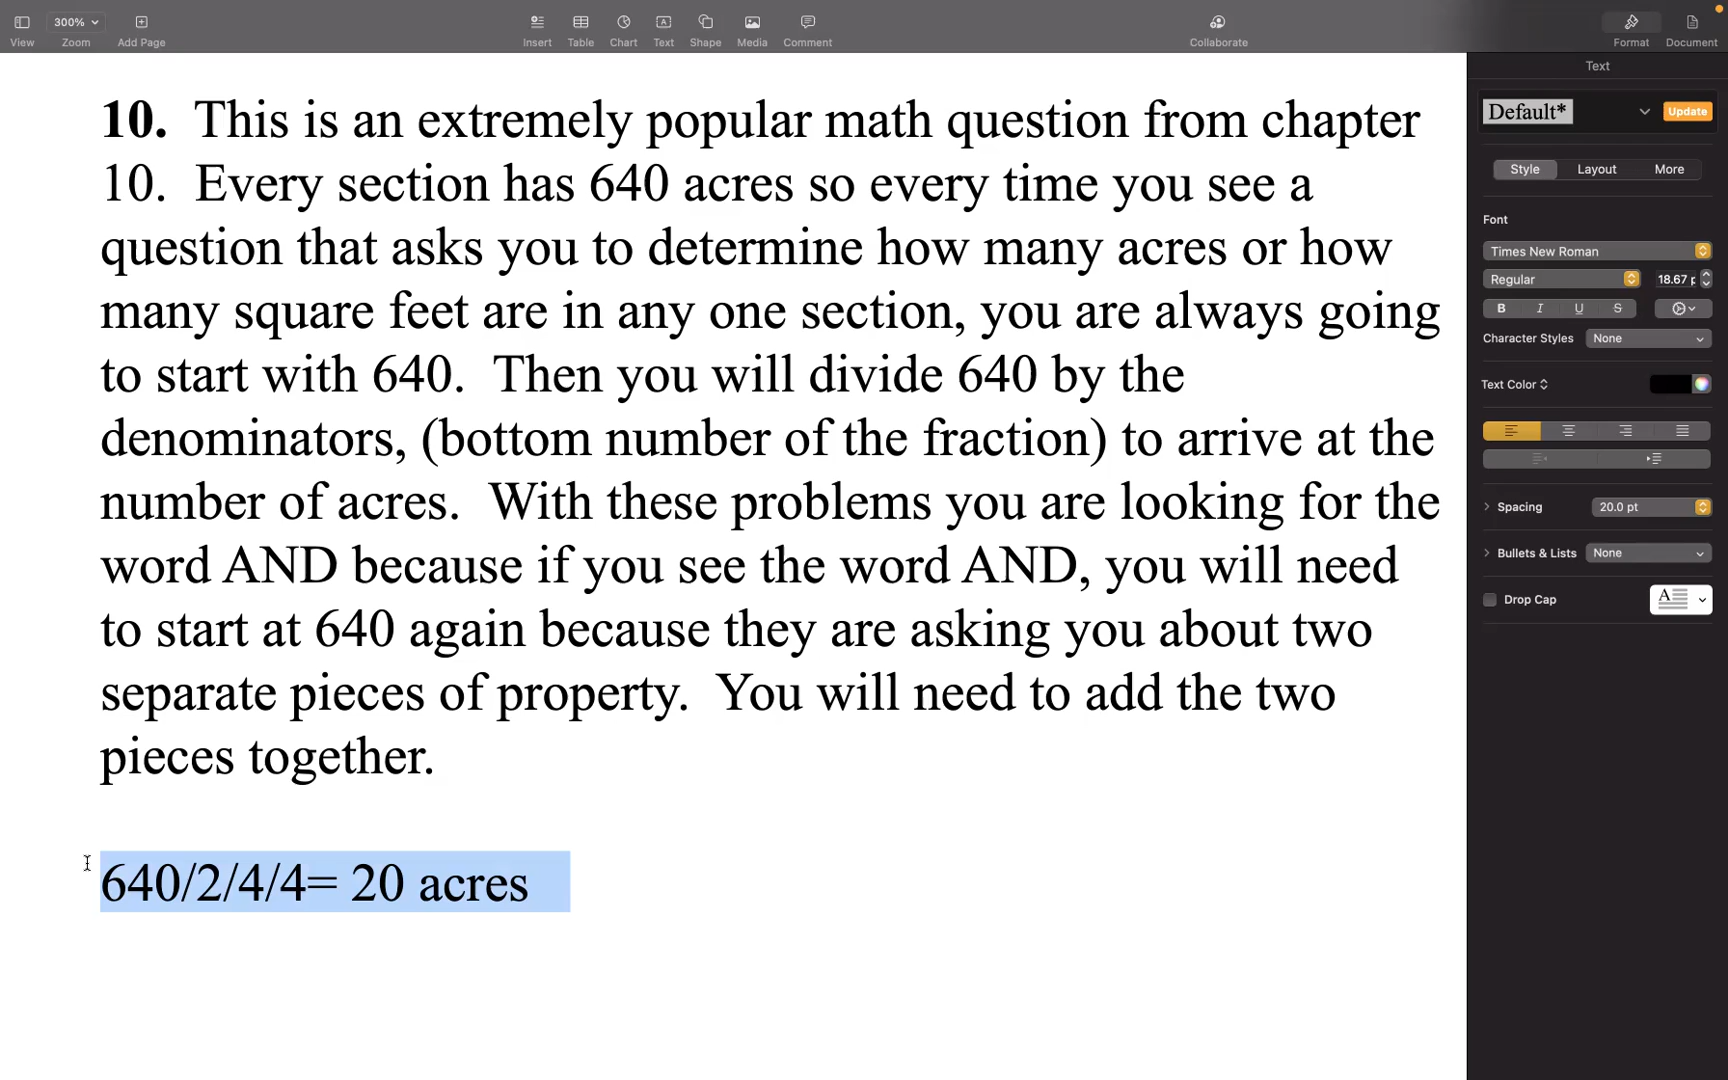 300%
View
Zoom
Add Page
Insert
Table
Chart
Text
Shape
Media
Comment
Collaborate
Format
Document
10.  This is an extremely popular math question from chapter
10.  Every section has 640 acres so every time you see a
question that asks you to determine how many acres or how
many square feet are in any one section, you are always going
to start with 640.  Then you will divide 640 by the
denominators, (bottom number of the fraction) to arrive at the
number of acres.  With these problems you are looking for the
word AND because if you see the word AND, you will need
to start at 640 again because they are asking you about two
separate pieces of property.  You will need to add the two
pieces together.
640/2/4/4= 20 acres
Text
Default*
Update
Style
Layout
More
Font
Times New Roman
Regular
18.67 p
B I U S
Character Styles
None
Text Color
Spacing
20.0 pt
Bullets & Lists
None
Drop Cap
A